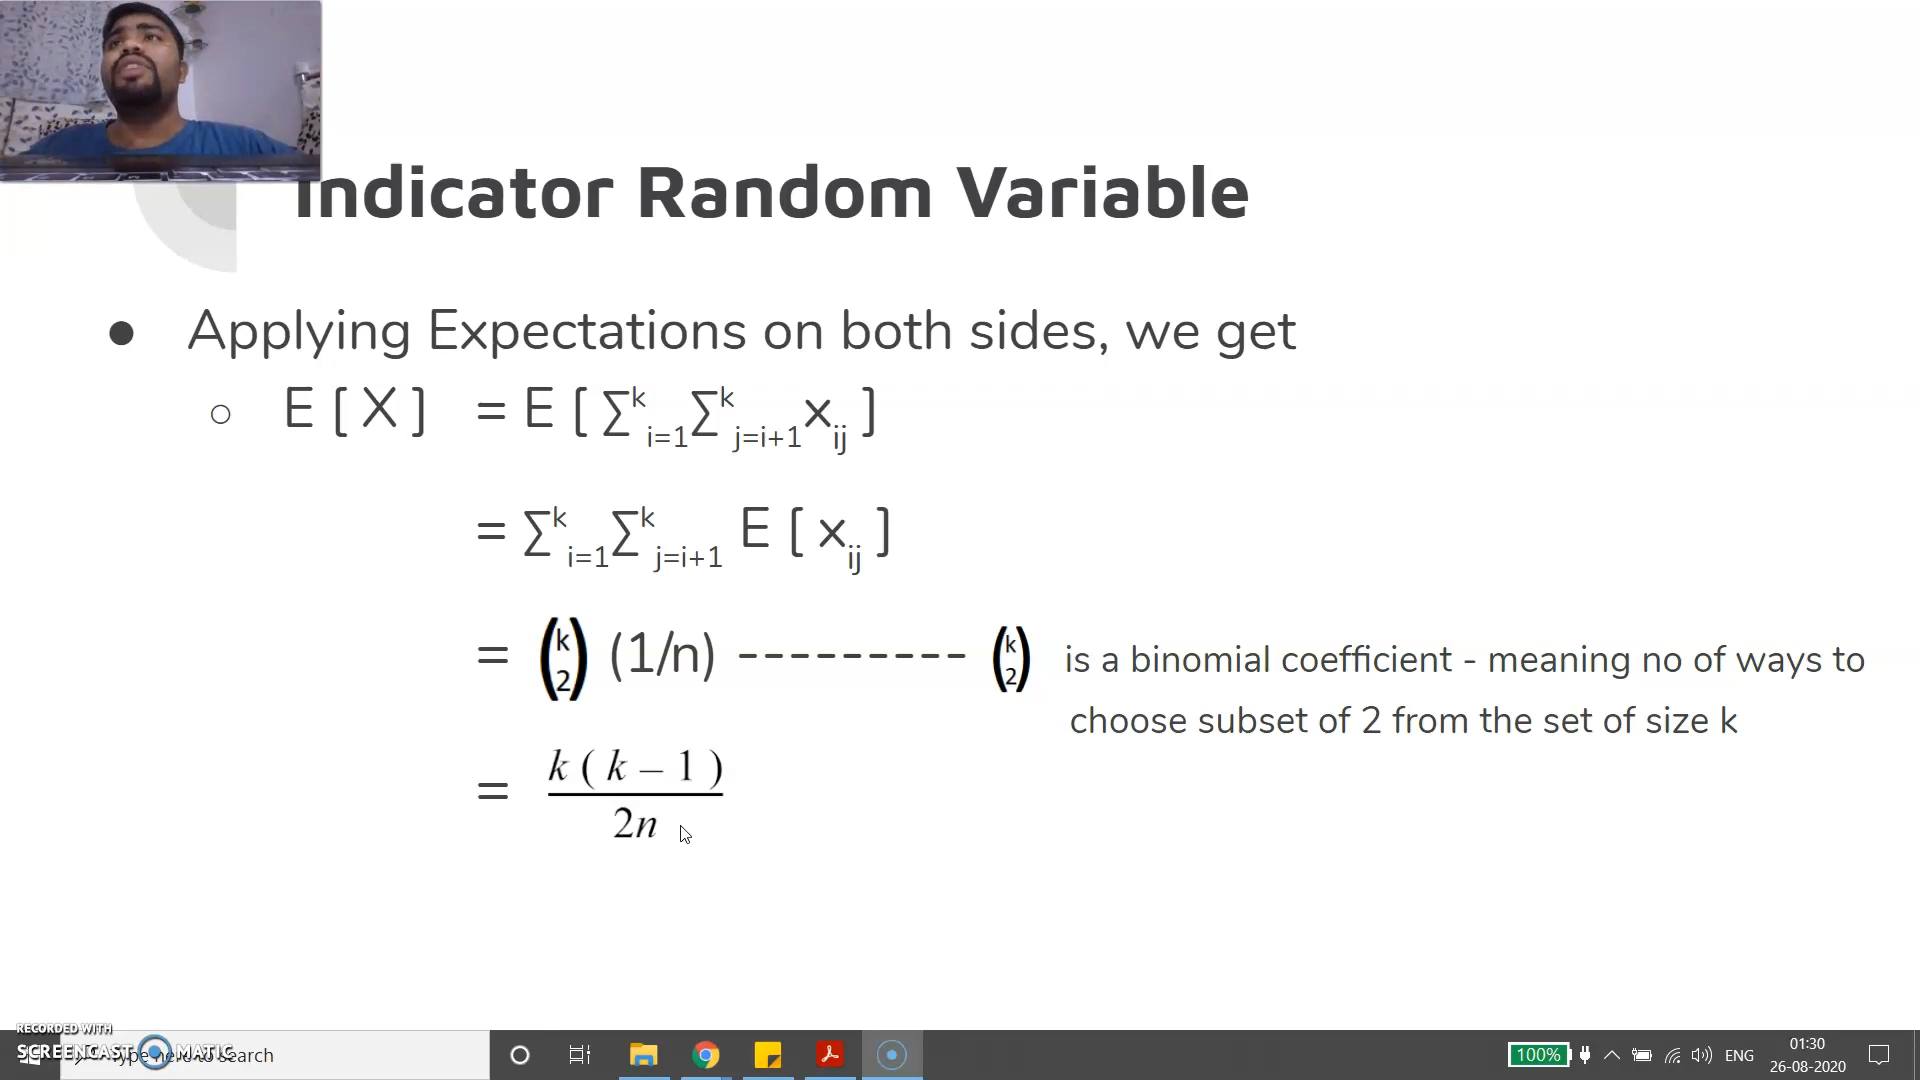 Indicator Random Variable
● Applying Expectations on both sides, we get
○ E [ X ] = E [ ∑ᵏᵢ₌₁∑ᵏⱼ₌ᵢ₊₁xᵢⱼ ]
= ∑ᵏᵢ₌₁∑ᵏⱼ₌ᵢ₊₁ E [ xᵢⱼ ]
= (k 2) (1/n) --------- (k 2) is a binomial coefficient - meaning no of ways to
choose subset of 2 from the set of size k
= k ( k – 1 )
2n
RECORDED WITH
SCREENCAST MATIC
Type here to search
100% ENG 01:30
26-08-2020